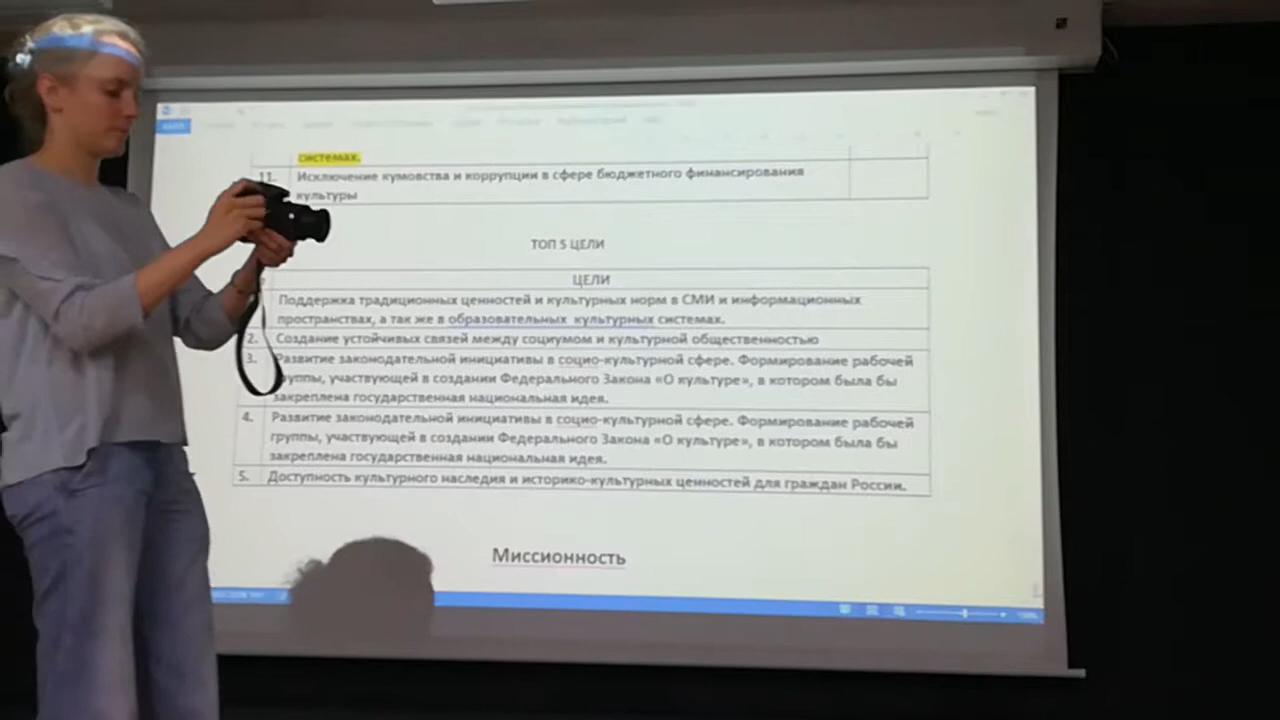 системах.
11. Исключение кумовства и коррупции в сфере бюджетного финансирования
культуры
ТОП 5 ЦЕЛИ
ЦЕЛИ
Поддержка традиционных ценностей и культурных норм в СМИ и информационных
пространствах, а так же в образовательных культурных системах.
2. Создание устойчивых связей между социумом и культурной общественностью
3. Развитие законодательной инициативы в социо-культурной сфере. Формирование рабочей
группы, участвующей в создании Федерального Закона «О культуре», в котором была бы
закреплена государственная национальная идея.
4. Развитие законодательной инициативы в социо-культурной сфере. Формирование рабочей
группы, участвующей в создании Федерального Закона «О культуре», в котором была бы
закреплена государственная национальная идея.
5. Доступность культурного наследия и историко-культурных ценностей для граждан России.
Миссионность